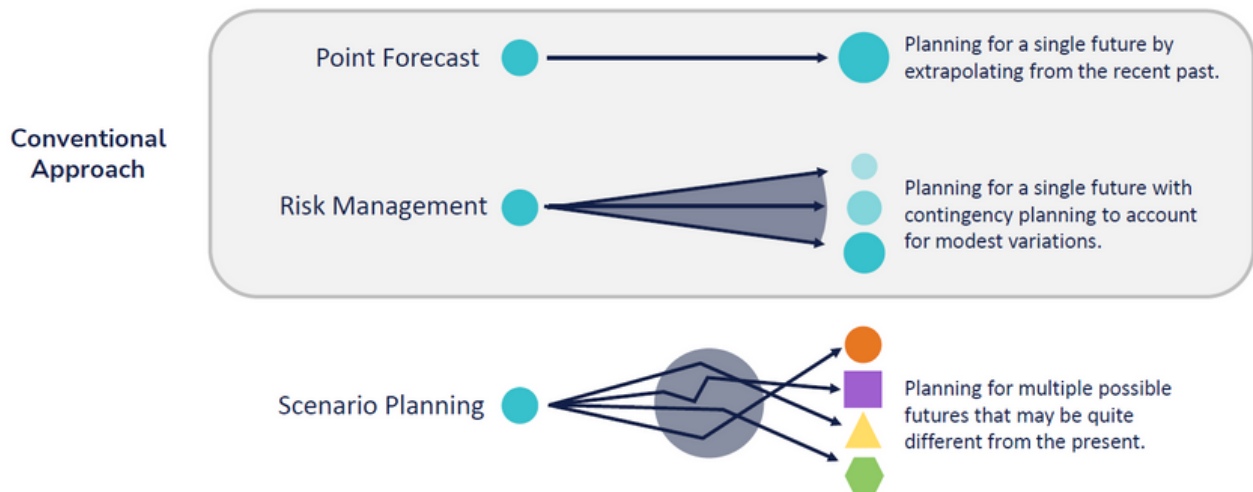 Point Forecast
Planning for a single future by
extrapolating from the recent past.
Conventional
Approach
Risk Management
Planning for a single future with
contingency planning to account
for modest variations.
Scenario Planning
Planning for multiple possible
futures that may be quite
different from the present.